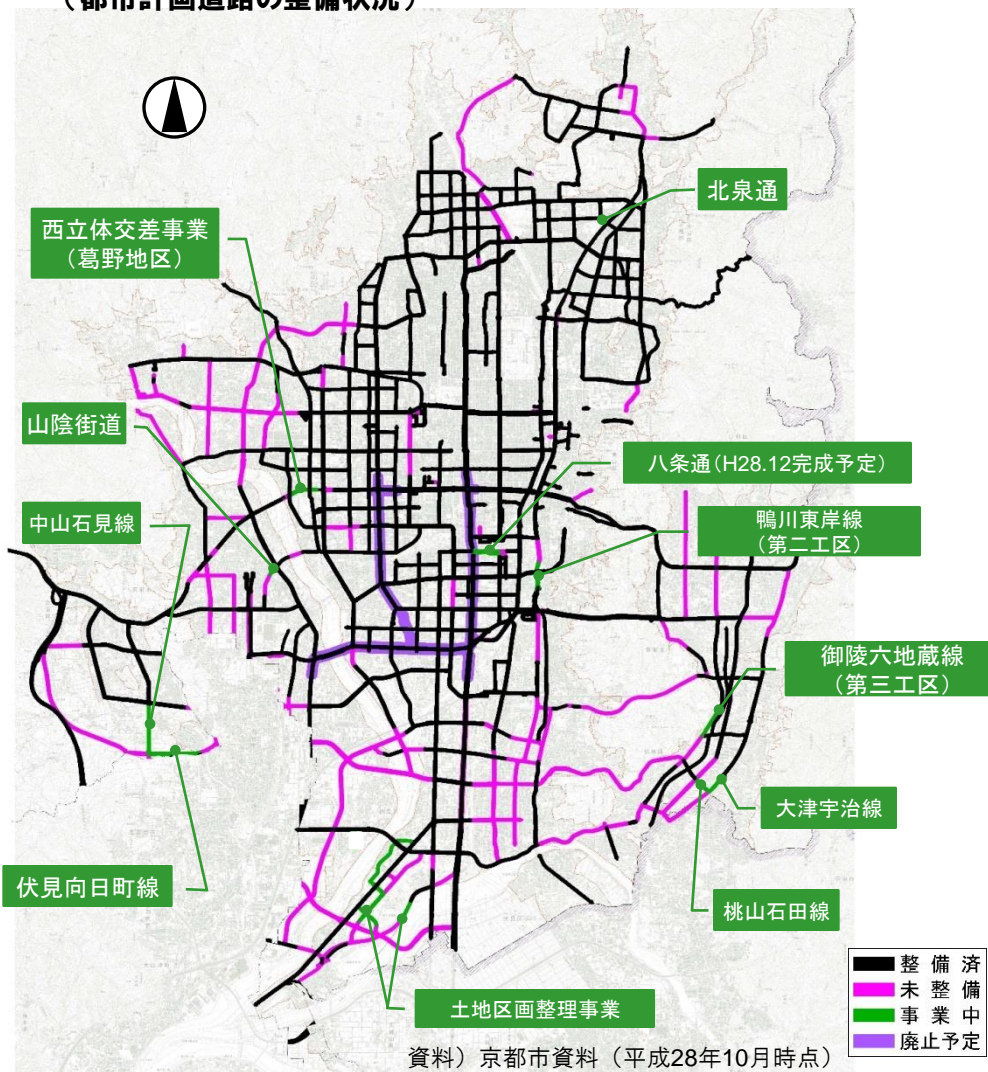 （都市計画道路の整備状況）
北泉通
西立体交差事業
（葛野地区）
山陰街道
八条通（H28.12完成予定）
中山石見線
鴨川東岸線
（第二工区）
御陵六地蔵線
（第三工区）
大津宇治線
伏見向日町線
桃山石田線
土地区画整理事業
整備済
未整備
事業中
廃止予定
資料）京都市資料（平成28年10月時点）